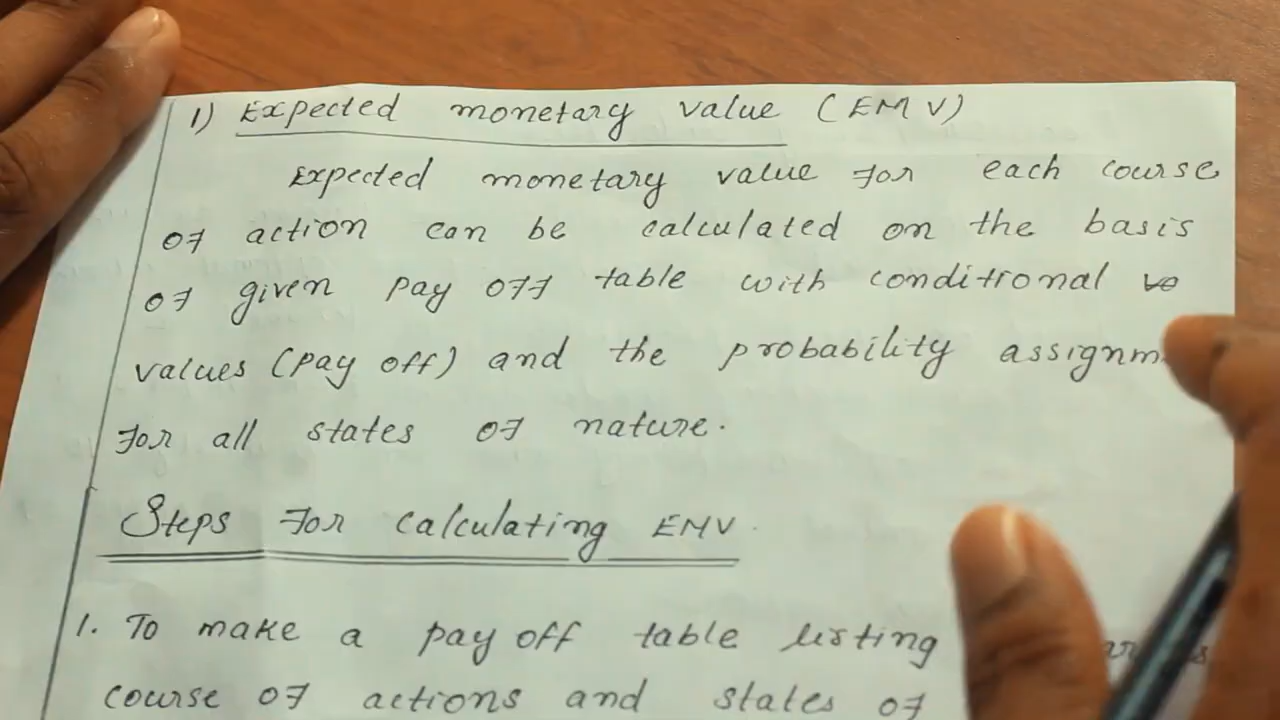 1) Expected monetary value (EMV)
Expected monetary value for each course
of action can be calculated on the basis
of given pay off table with conditional
values (pay off) and the probability assignm
for all states of nature.
Steps for calculating EMV
1. To make a pay off table listing
course of actions and states of